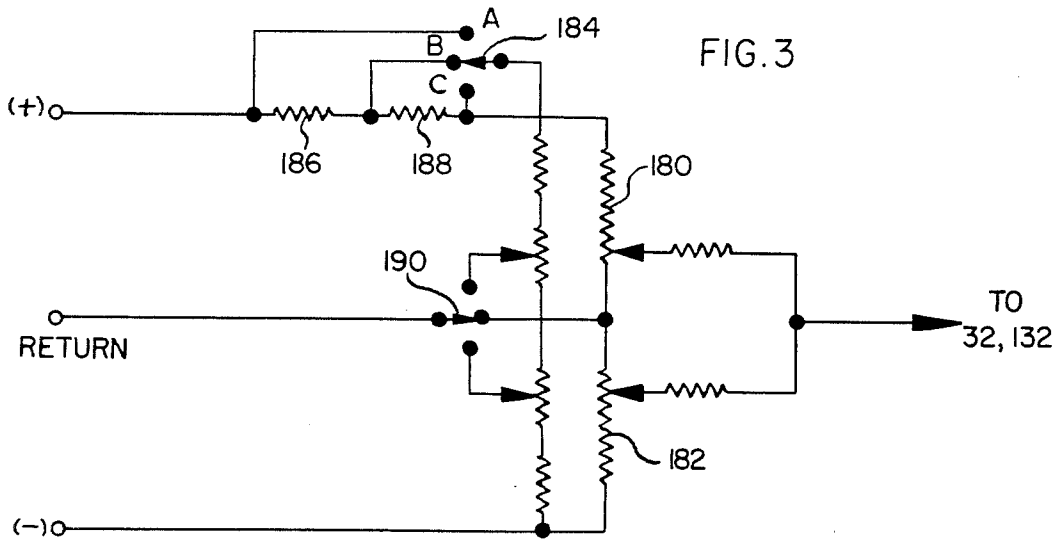 A
184
FIG. 3
B
C
(+)
186
188
180
190
TO
32, 132
RETURN
182
(-)